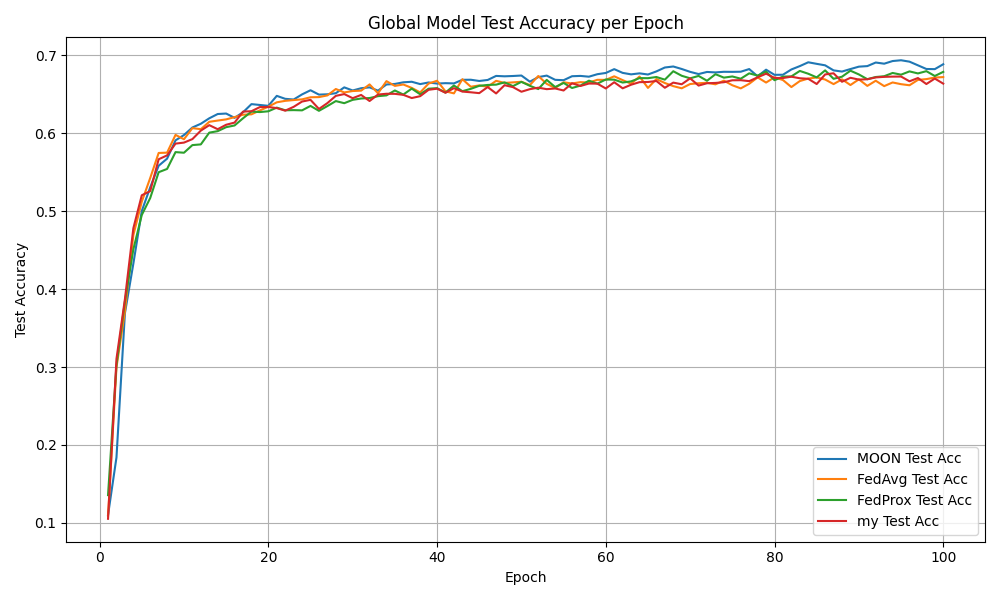 Global Model Test Accuracy per Epoch
0.7
0.6
0.5
0.4
0.3
0.2
0.1
Test Accuracy
MOON Test Acc
FedAvg Test Acc
FedProx Test Acc
my Test Acc
0 20 40 60 80 100
Epoch